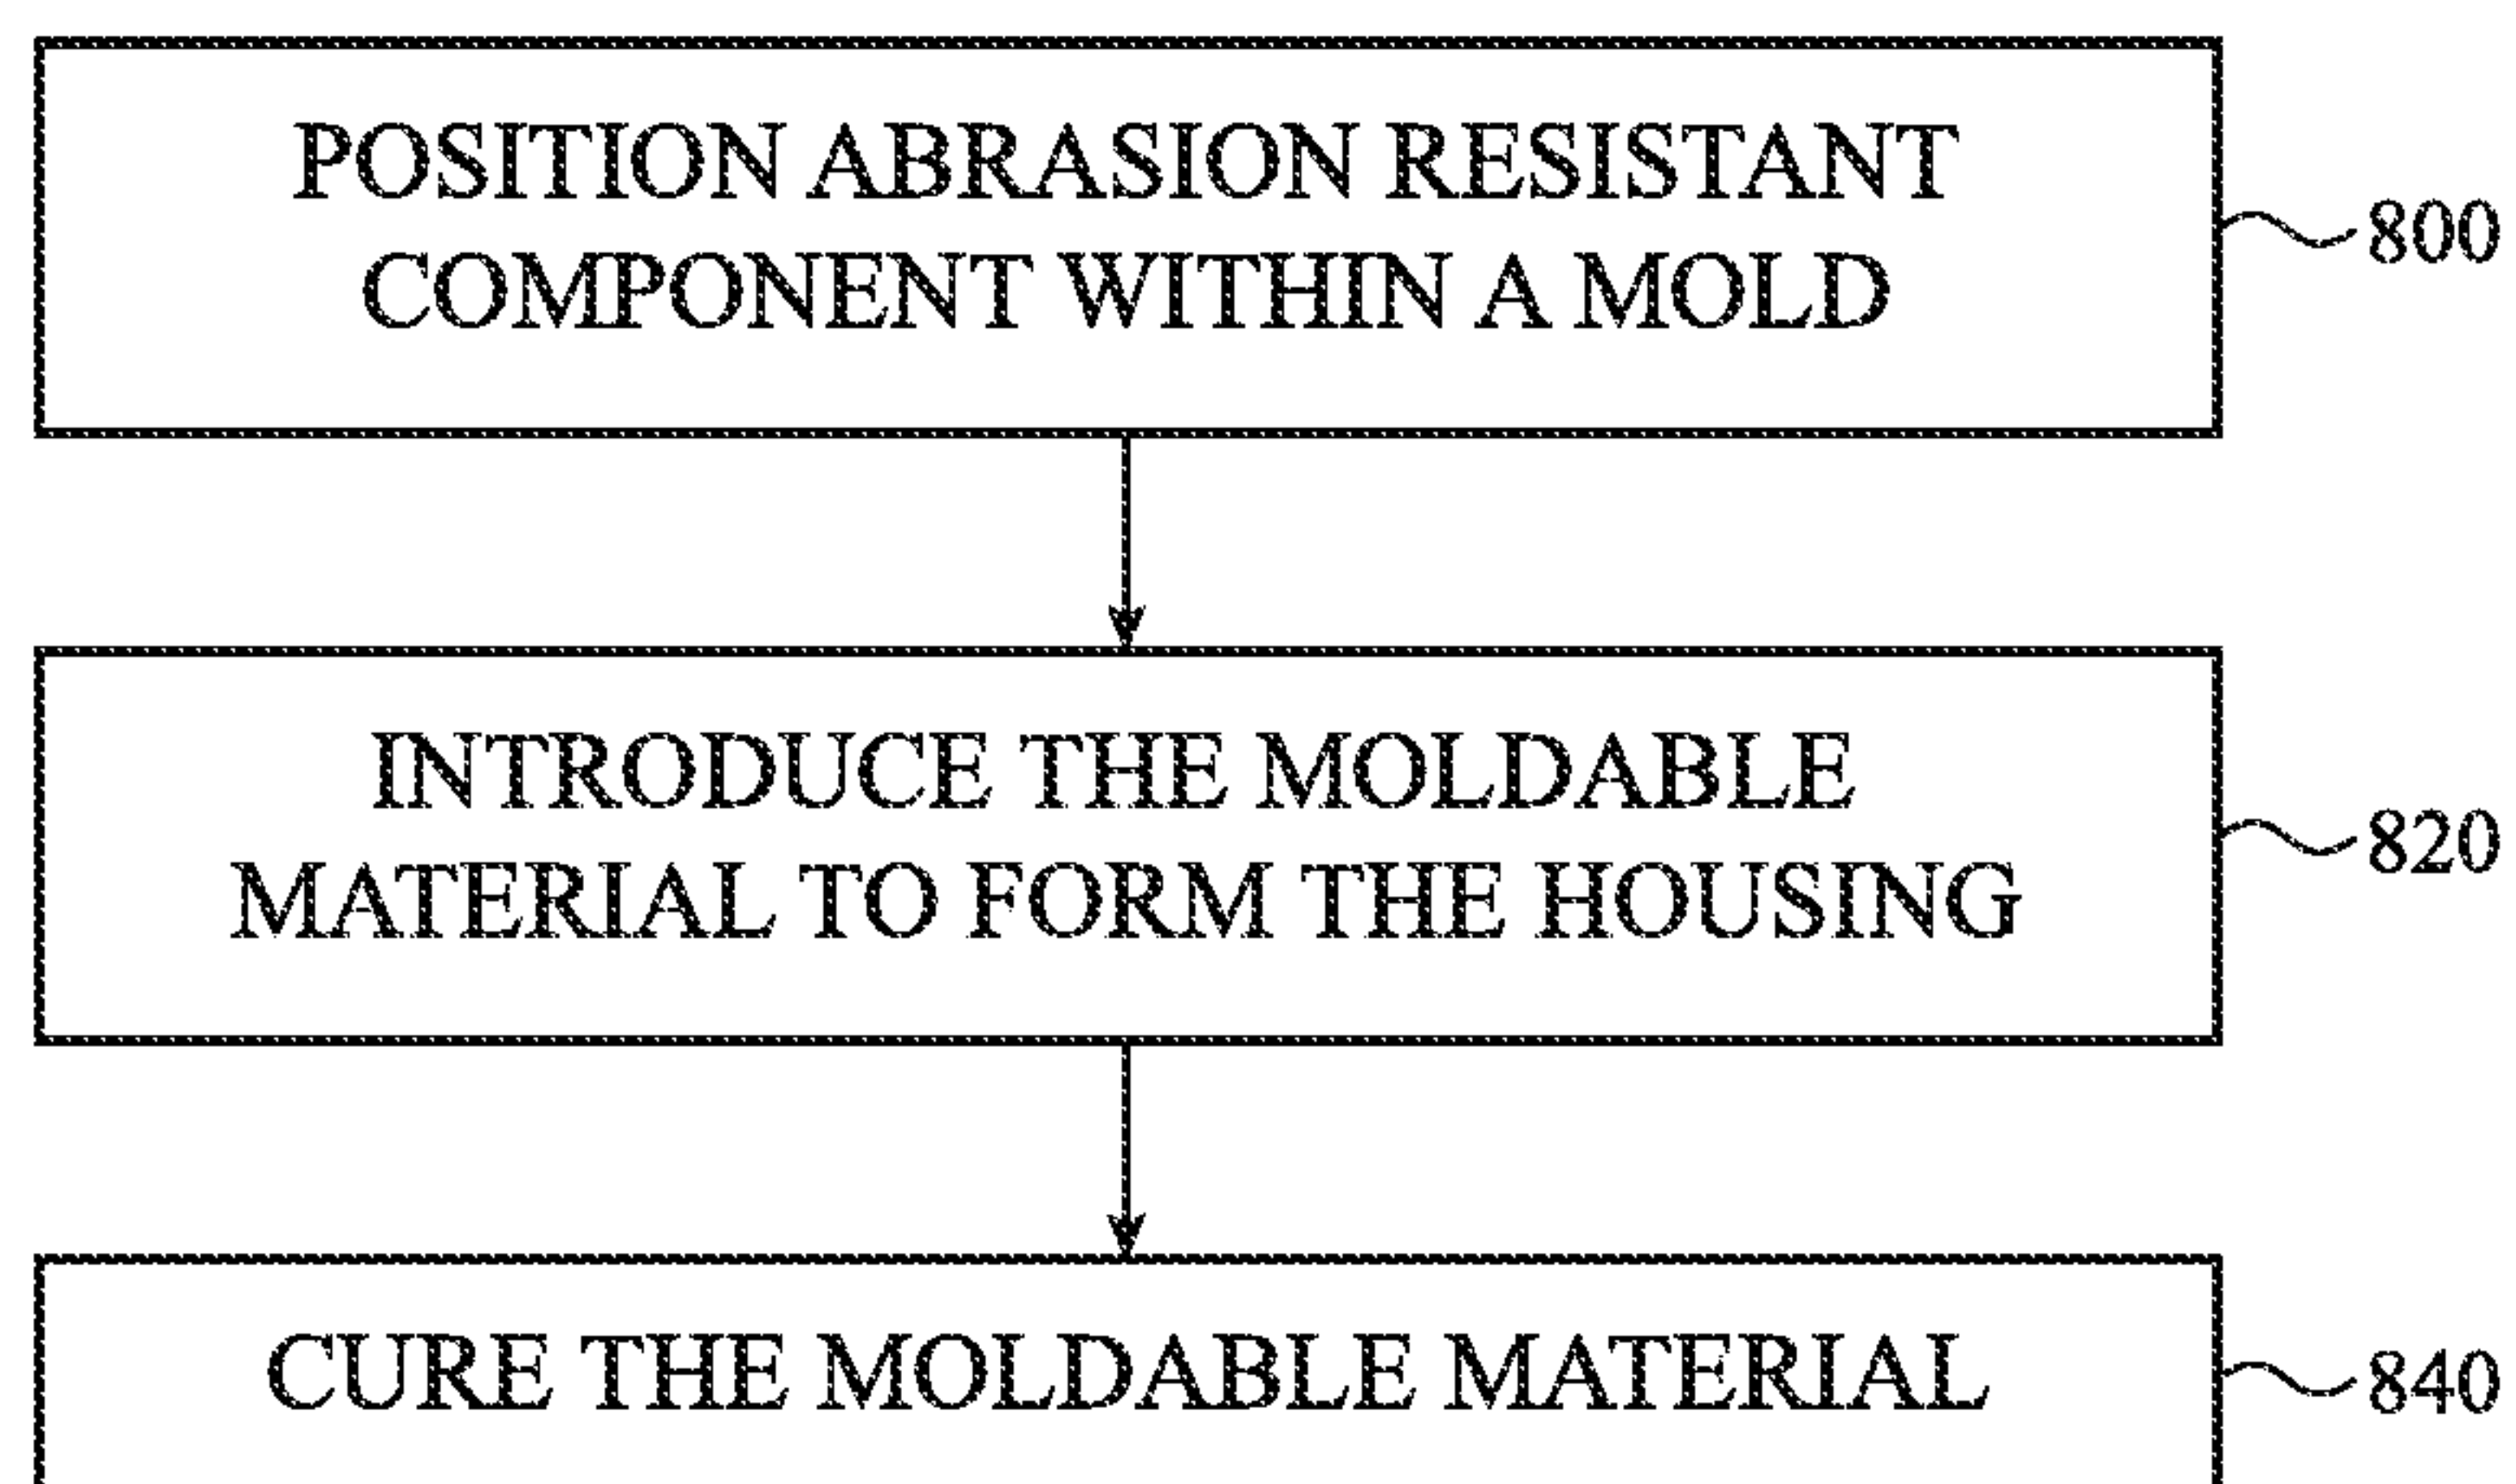 POSITION ABRASION RESISTANT
COMPONENT WITHIN A MOLD
800
INTRODUCE THE MOLDABLE
MATERIAL TO FORM THE HOUSING
820
CURE THE MOLDABLE MATERIAL
840